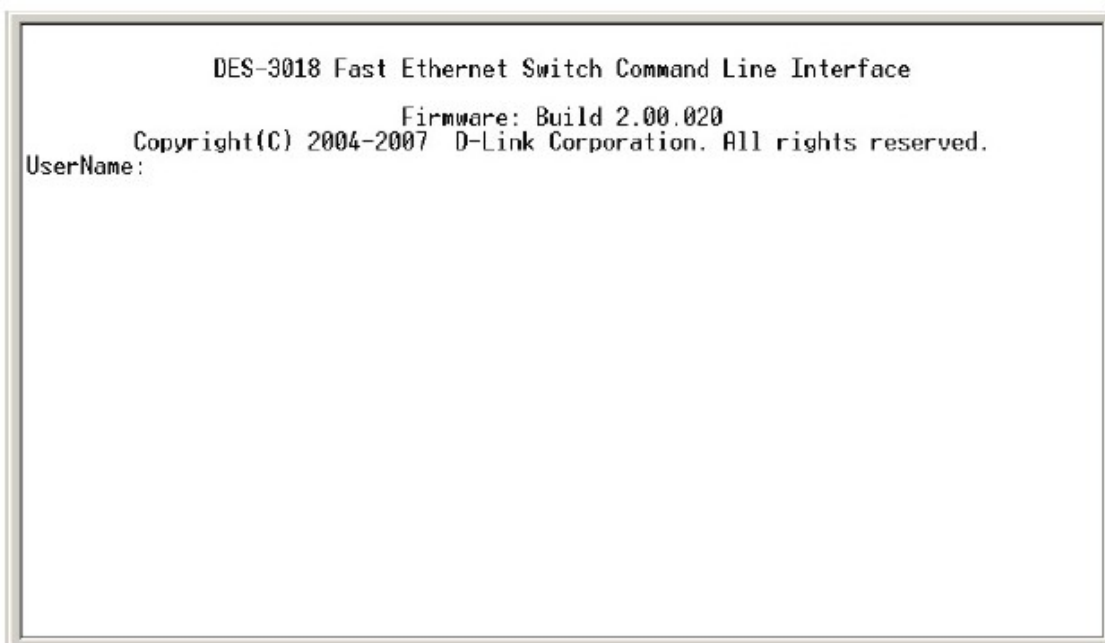 DES-3018 Fast Ethernet Switch Command Line Interface
Firmware: Build 2.00.020
Copyright(C) 2004-2007 D-Link Corporation. All rights reserved.
UserName: